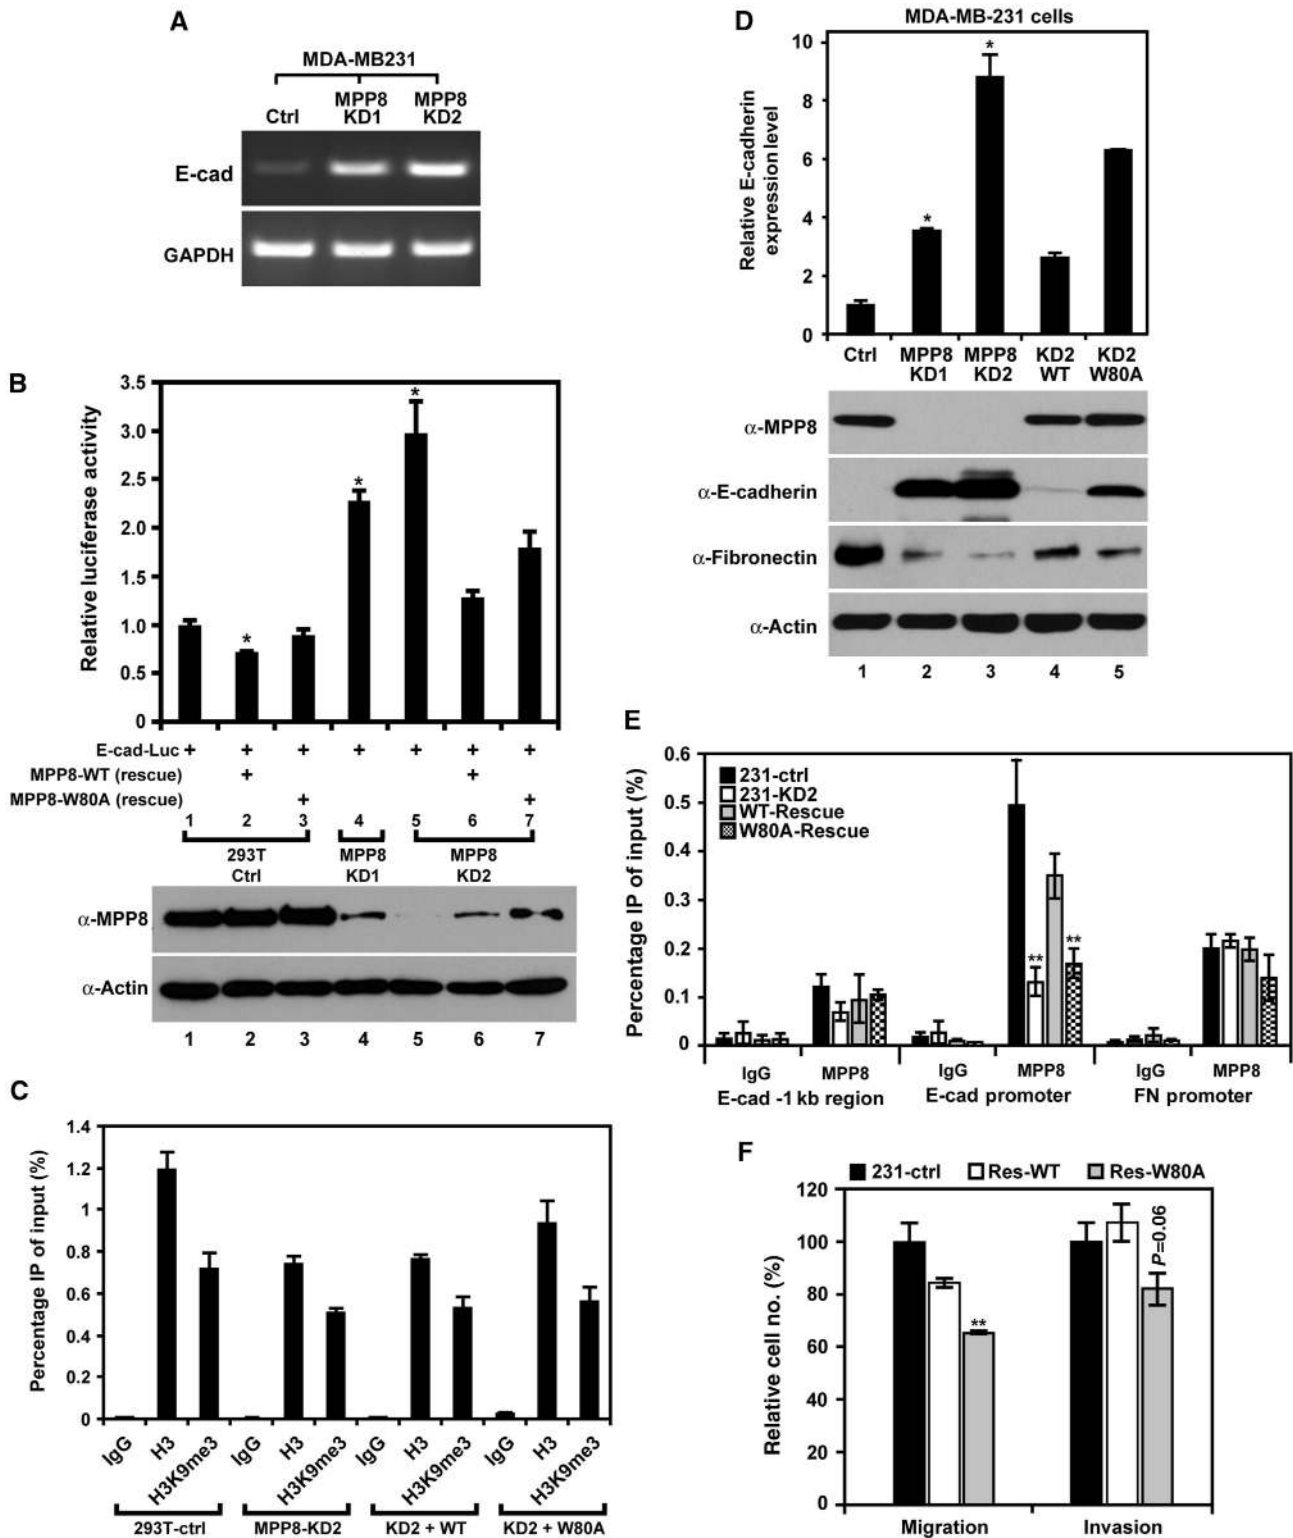 A
MDA-MB231
Ctrl
MPP8
KD1
MPP8
KD2
E-cad
GAPDH
B
Relative luciferase activity
3.5
3.0
2.5
2.0
1.5
1.0
0.5
0
*
*
*
E-cad-Luc + + + + + + +
MPP8-WT (rescue) + +
MPP8-W80A (rescue) + +
1 2 3 4 5 6 7
293T
Ctrl
MPP8
KD1
MPP8
KD2
α-MPP8
α-Actin
1 2 3 4 5 6 7
C
Percentage IP of input (%)
1.4
1.2
1.0
0.8
0.6
0.4
0.2
0
IgG
H3
H3K9me3
IgG
H3
H3K9me3
IgG
H3
H3K9me3
IgG
H3
H3K9me3
293T-ctrl
MPP8-KD2
KD2 + WT
KD2 + W80A
D
MDA-MB-231 cells
Relative E-cadherin
expression level
10
8
6
4
2
0
*
*
Ctrl
MPP8
KD1
MPP8
KD2
KD2
WT
KD2
W80A
α-MPP8
α-E-cadherin
α-Fibronectin
α-Actin
1 2 3 4 5
E
Percentage IP of input (%)
0.6
0.5
0.4
0.3
0.2
0.1
0
231-ctrl
231-KD2
WT-Rescue
W80A-Rescue
**
**
IgG MPP8 IgG MPP8 IgG MPP8
E-cad -1 kb region
E-cad promoter
FN promoter
F
231-ctrl Res-WT Res-W80A
Relative cell no. (%)
120
100
80
60
40
20
0
**
P=0.06
Migration
Invasion